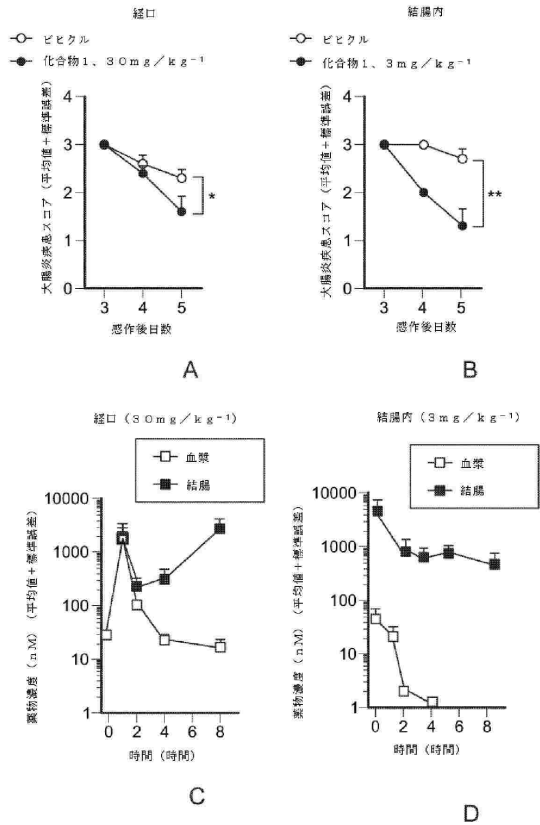 経口
ビヒクル
化合物１、３０ｍｇ／ｋｇ⁻¹
大腸炎疾患スコア（平均値＋標準誤差）
4
3
2
1
0
*
3 4 5
感作後日数
A
結腸内
ビヒクル
化合物１、３ｍｇ／ｋｇ⁻¹
大腸炎疾患スコア（平均値＋標準誤差）
4
3
2
1
0
**
3 4 5
感作後日数
B
経口（３０ｍｇ／ｋｇ⁻¹）
血漿
結腸
薬物濃度（ｎＭ）（平均値＋標準誤差）
10000
1000
100
10
1
0 2 4 6 8
時間（時間）
C
結腸内（３ｍｇ／ｋｇ⁻¹）
血漿
結腸
薬物濃度（ｎＭ）（平均値＋標準誤差）
10000
1000
100
10
1
0 2 4 6 8
時間（時間）
D